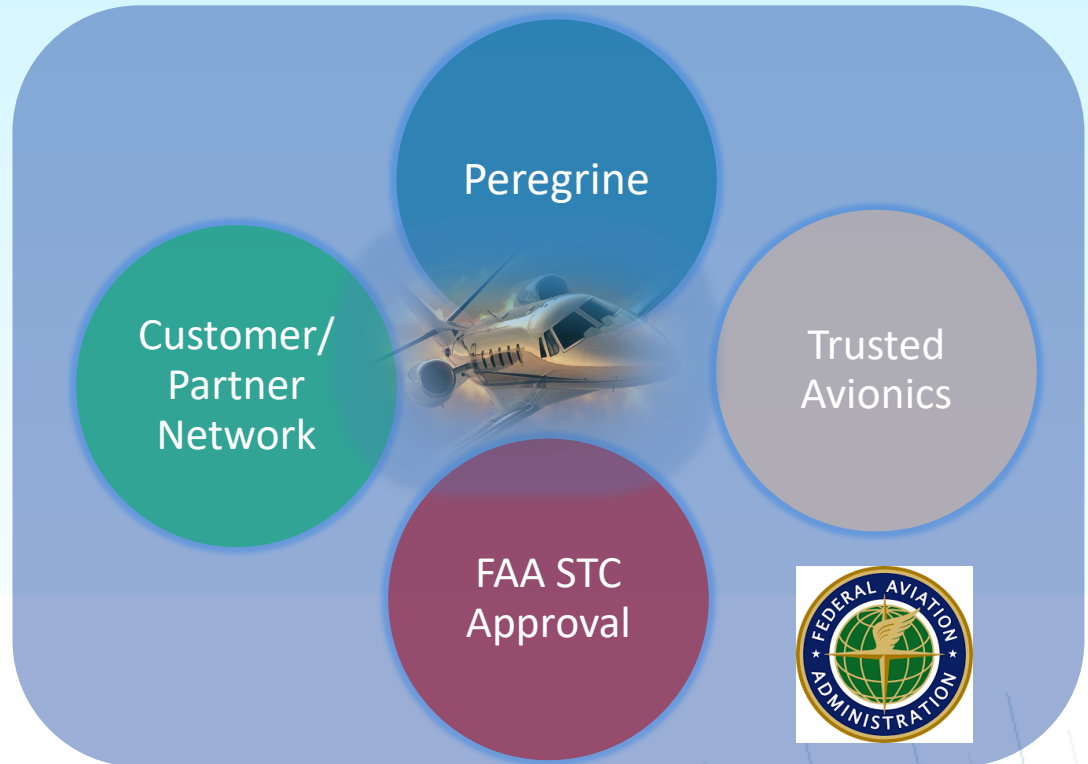 Peregrine
Customer/
Partner
Network
Trusted
Avionics
FAA STC
Approval
FEDERAL AVIATION
ADMINISTRATION